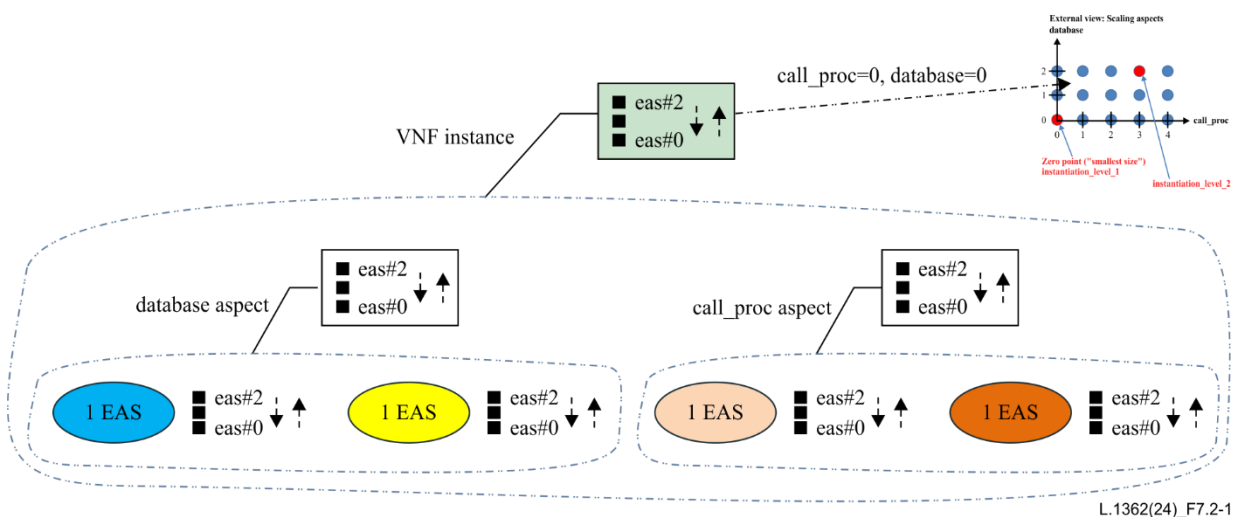 External view: Scaling aspects
database
2
1
0
0 1 2 3 4
call_proc
Zero point ("smallest size")
instantiation_level_1
instantiation_level_2
call_proc=0, database=0
eas#2
eas#0
VNF instance
eas#2
eas#0
database aspect
eas#2
eas#0
call_proc aspect
1 EAS
eas#2
eas#0
1 EAS
eas#2
eas#0
1 EAS
eas#2
eas#0
1 EAS
eas#2
eas#0
L.1362(24)_F7.2-1